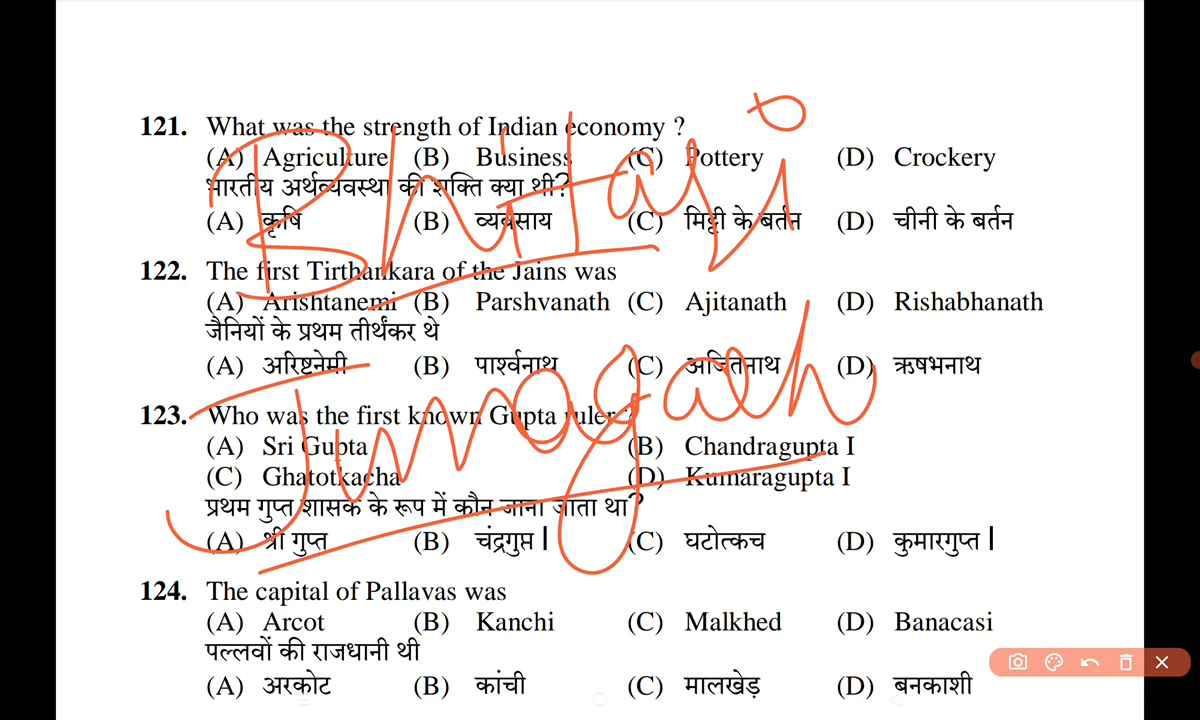 121. What was the strength of Indian economy ?
(A) Agriculture (B) Business (C) Pottery (D) Crockery
भारतीय अर्थव्यवस्था की शक्ति क्या थी?
(A) कृषि (B) व्यवसाय (C) मिट्टी के बर्तन (D) चीनी के बर्तन
122. The first Tirthankara of the Jains was
(A) Arishtanemi (B) Parshvanath (C) Ajitanath (D) Rishabhanath
जैनियों के प्रथम तीर्थंकर थे
(A) अरिष्टनेमी (B) पार्श्वनाथ (C) अजितनाथ (D) ऋषभनाथ
123. Who was the first known Gupta ruler ?
(A) Sri Gupta (B) Chandragupta I
(C) Ghatotkacha (D) Kumaragupta I
प्रथम गुप्त शासक के रूप में कौन जाना जाता था?
(A) श्री गुप्त (B) चंद्रगुप्त I (C) घटोत्कच (D) कुमारगुप्त I
124. The capital of Pallavas was
(A) Arcot (B) Kanchi (C) Malkhed (D) Banacasi
पल्लवों की राजधानी थी
(A) अरकोट (B) कांची (C) मालखेड़ (D) बनकाशी